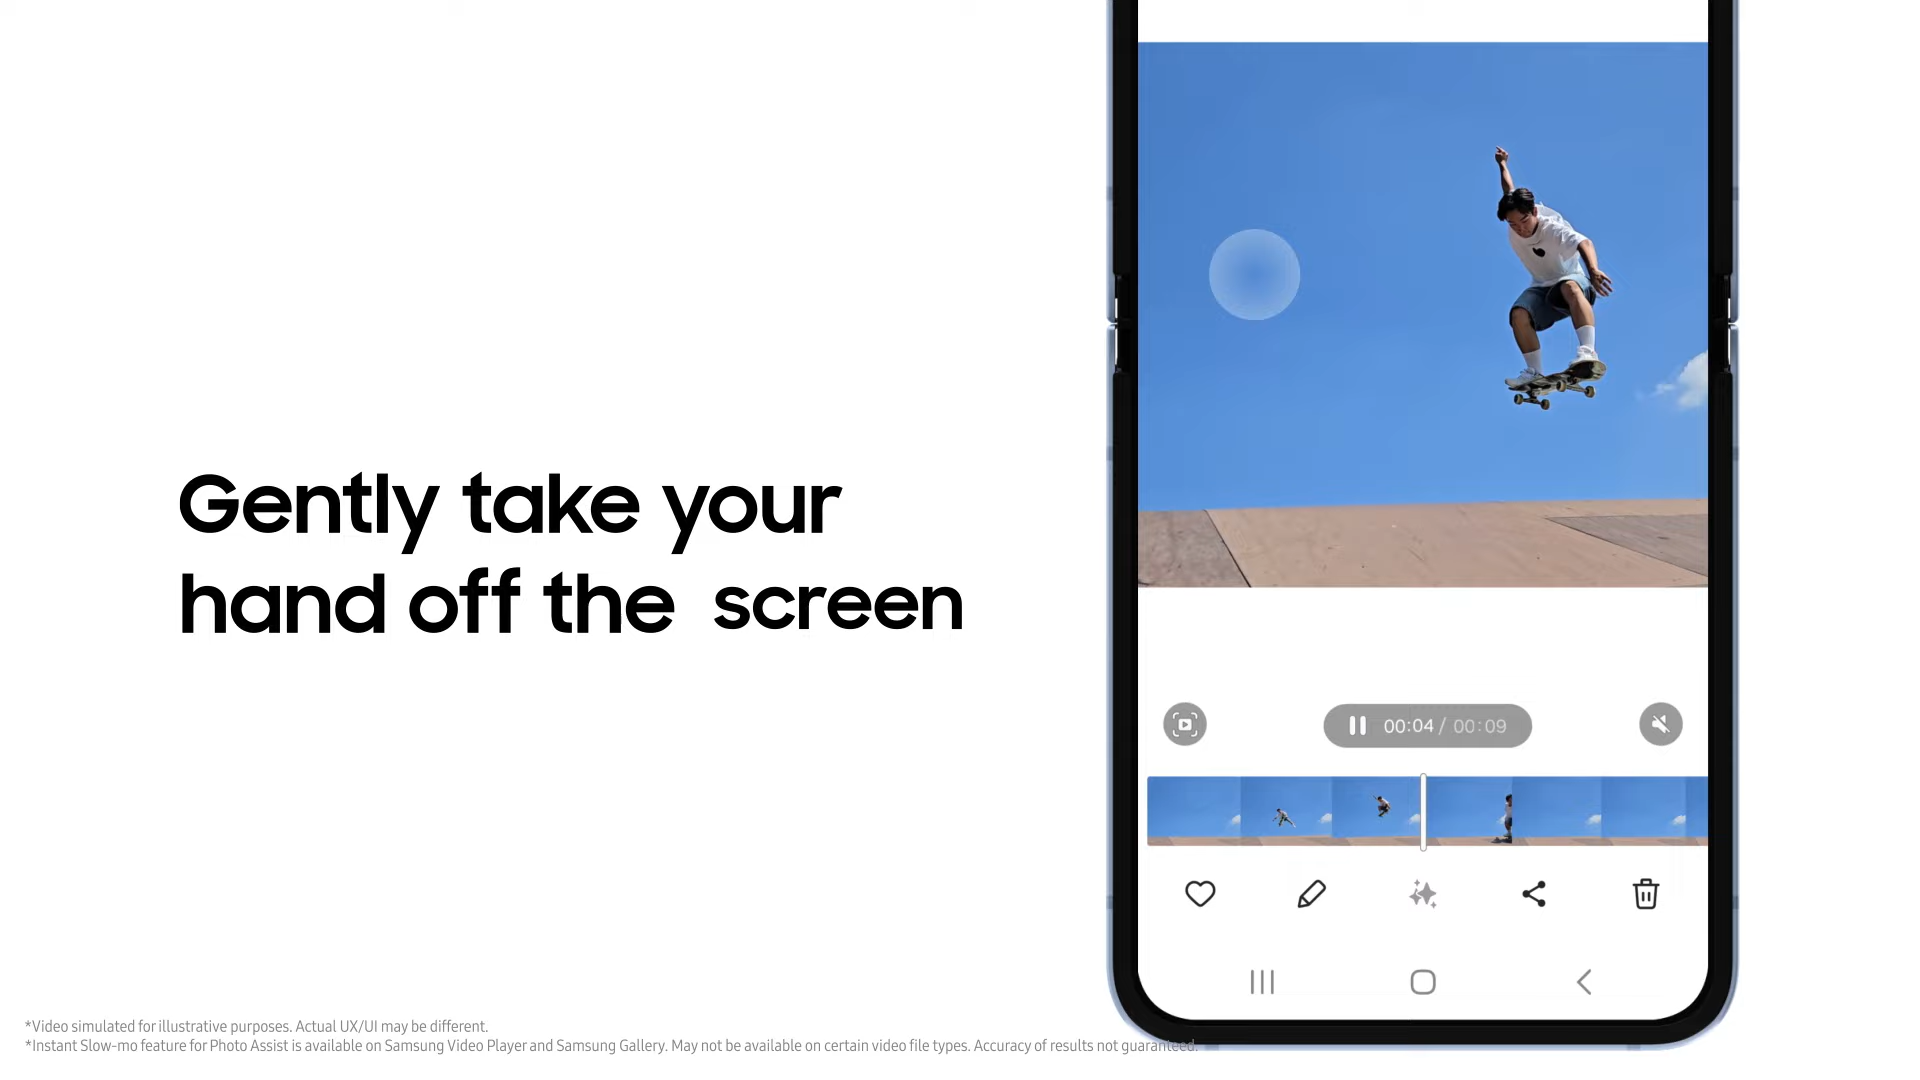 Gently take your
hand off the screen
00:04 / 00:09
*Video simulated for illustrative purposes. Actual UX/UI may be different.
*Instant Slow-mo feature for Photo Assist is available on Samsung Video Player and Samsung Gallery. May not be available on certain video file types. Accuracy of results not guaranteed.